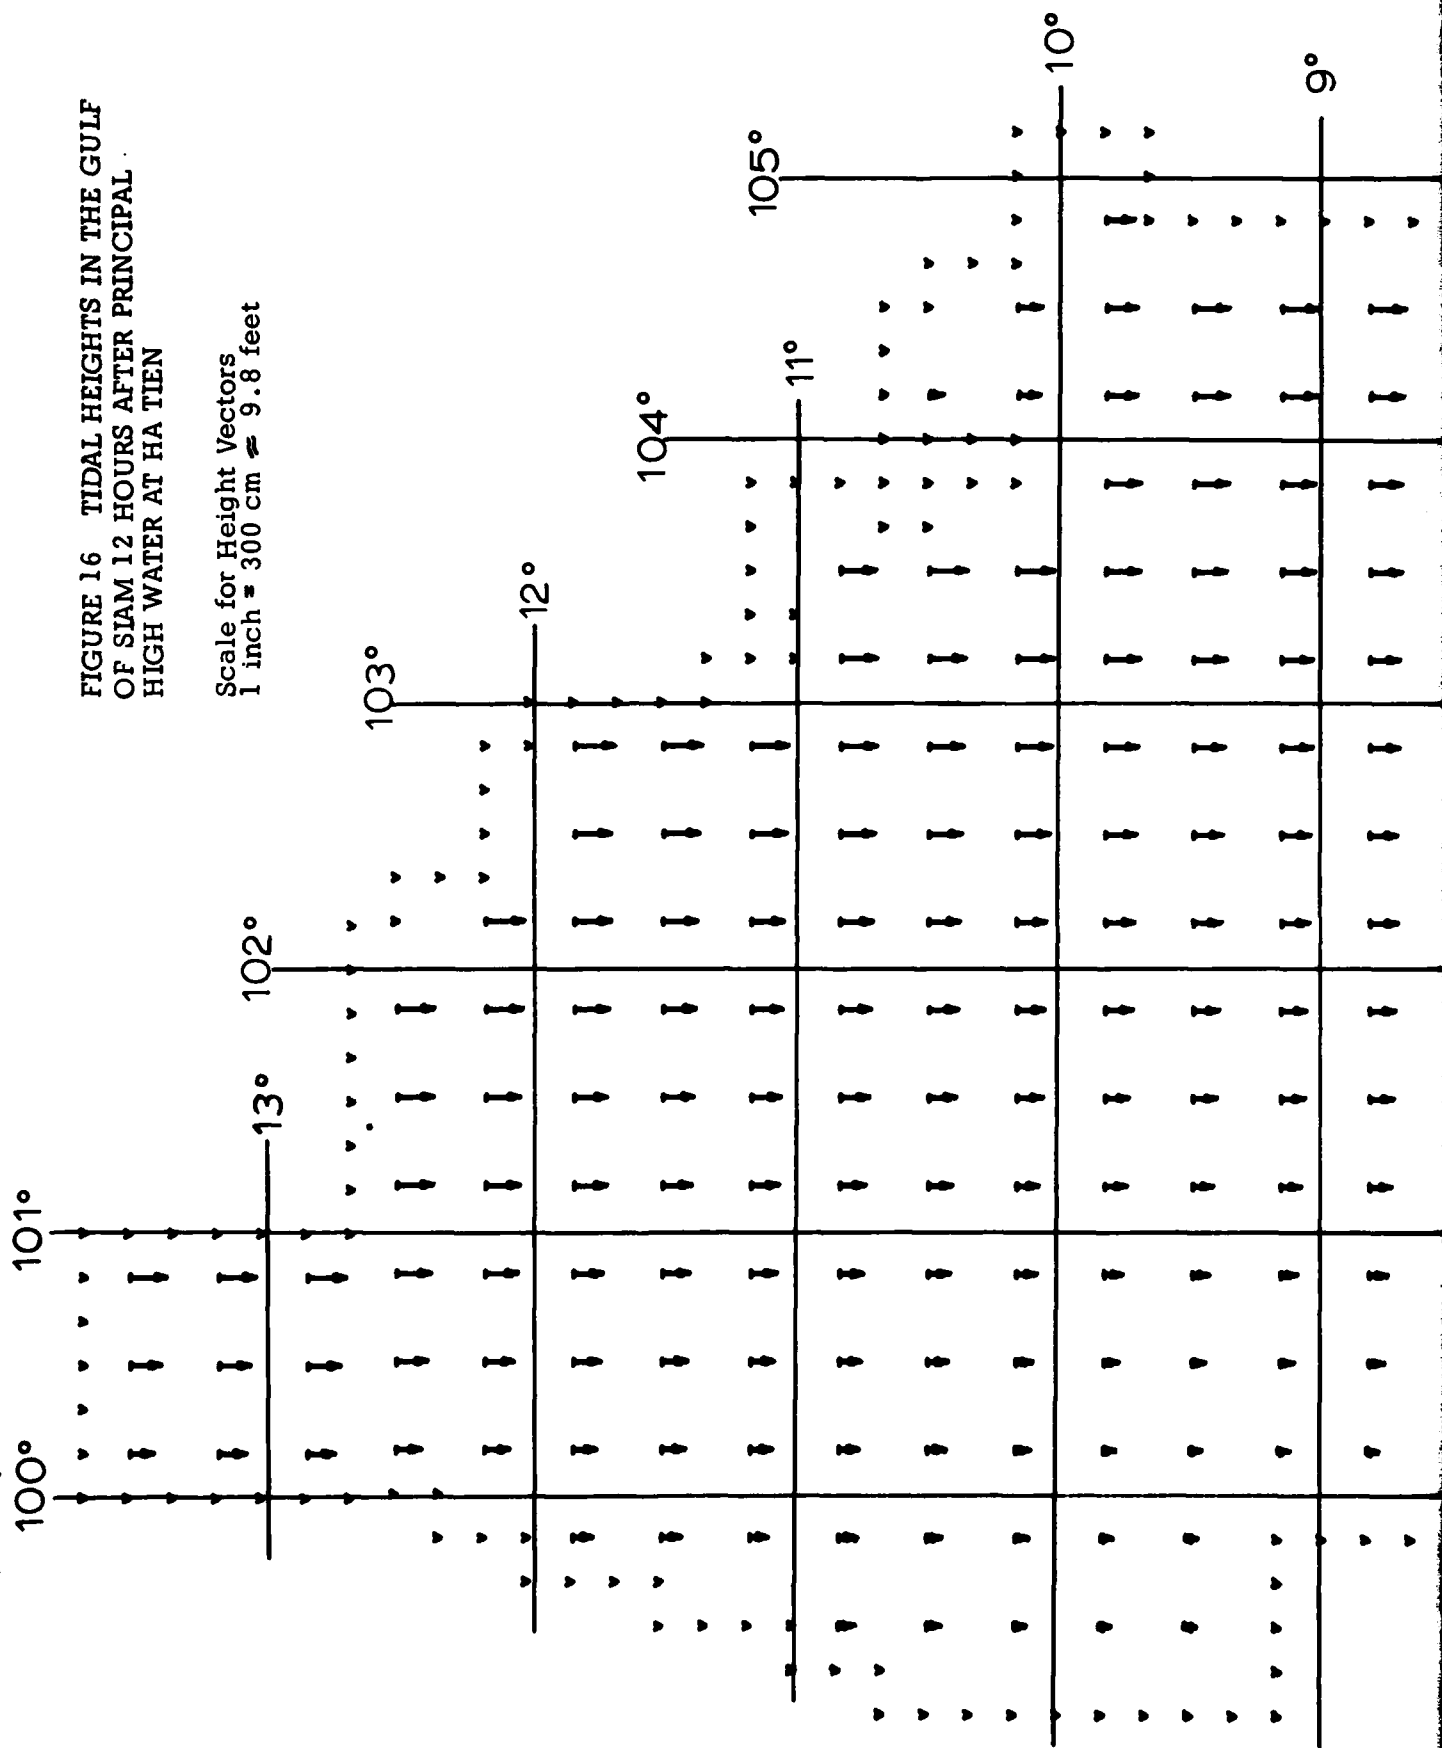 FIGURE 16 TIDAL HEIGHTS IN THE GULF
OF SIAM 12 HOURS AFTER PRINCIPAL
HIGH WATER AT HA TIEN
Scale for Height Vectors
1 inch = 300 cm ≈ 9.8 feet
100°
101°
102°
103°
104°
105°
13°
12°
11°
10°
9°